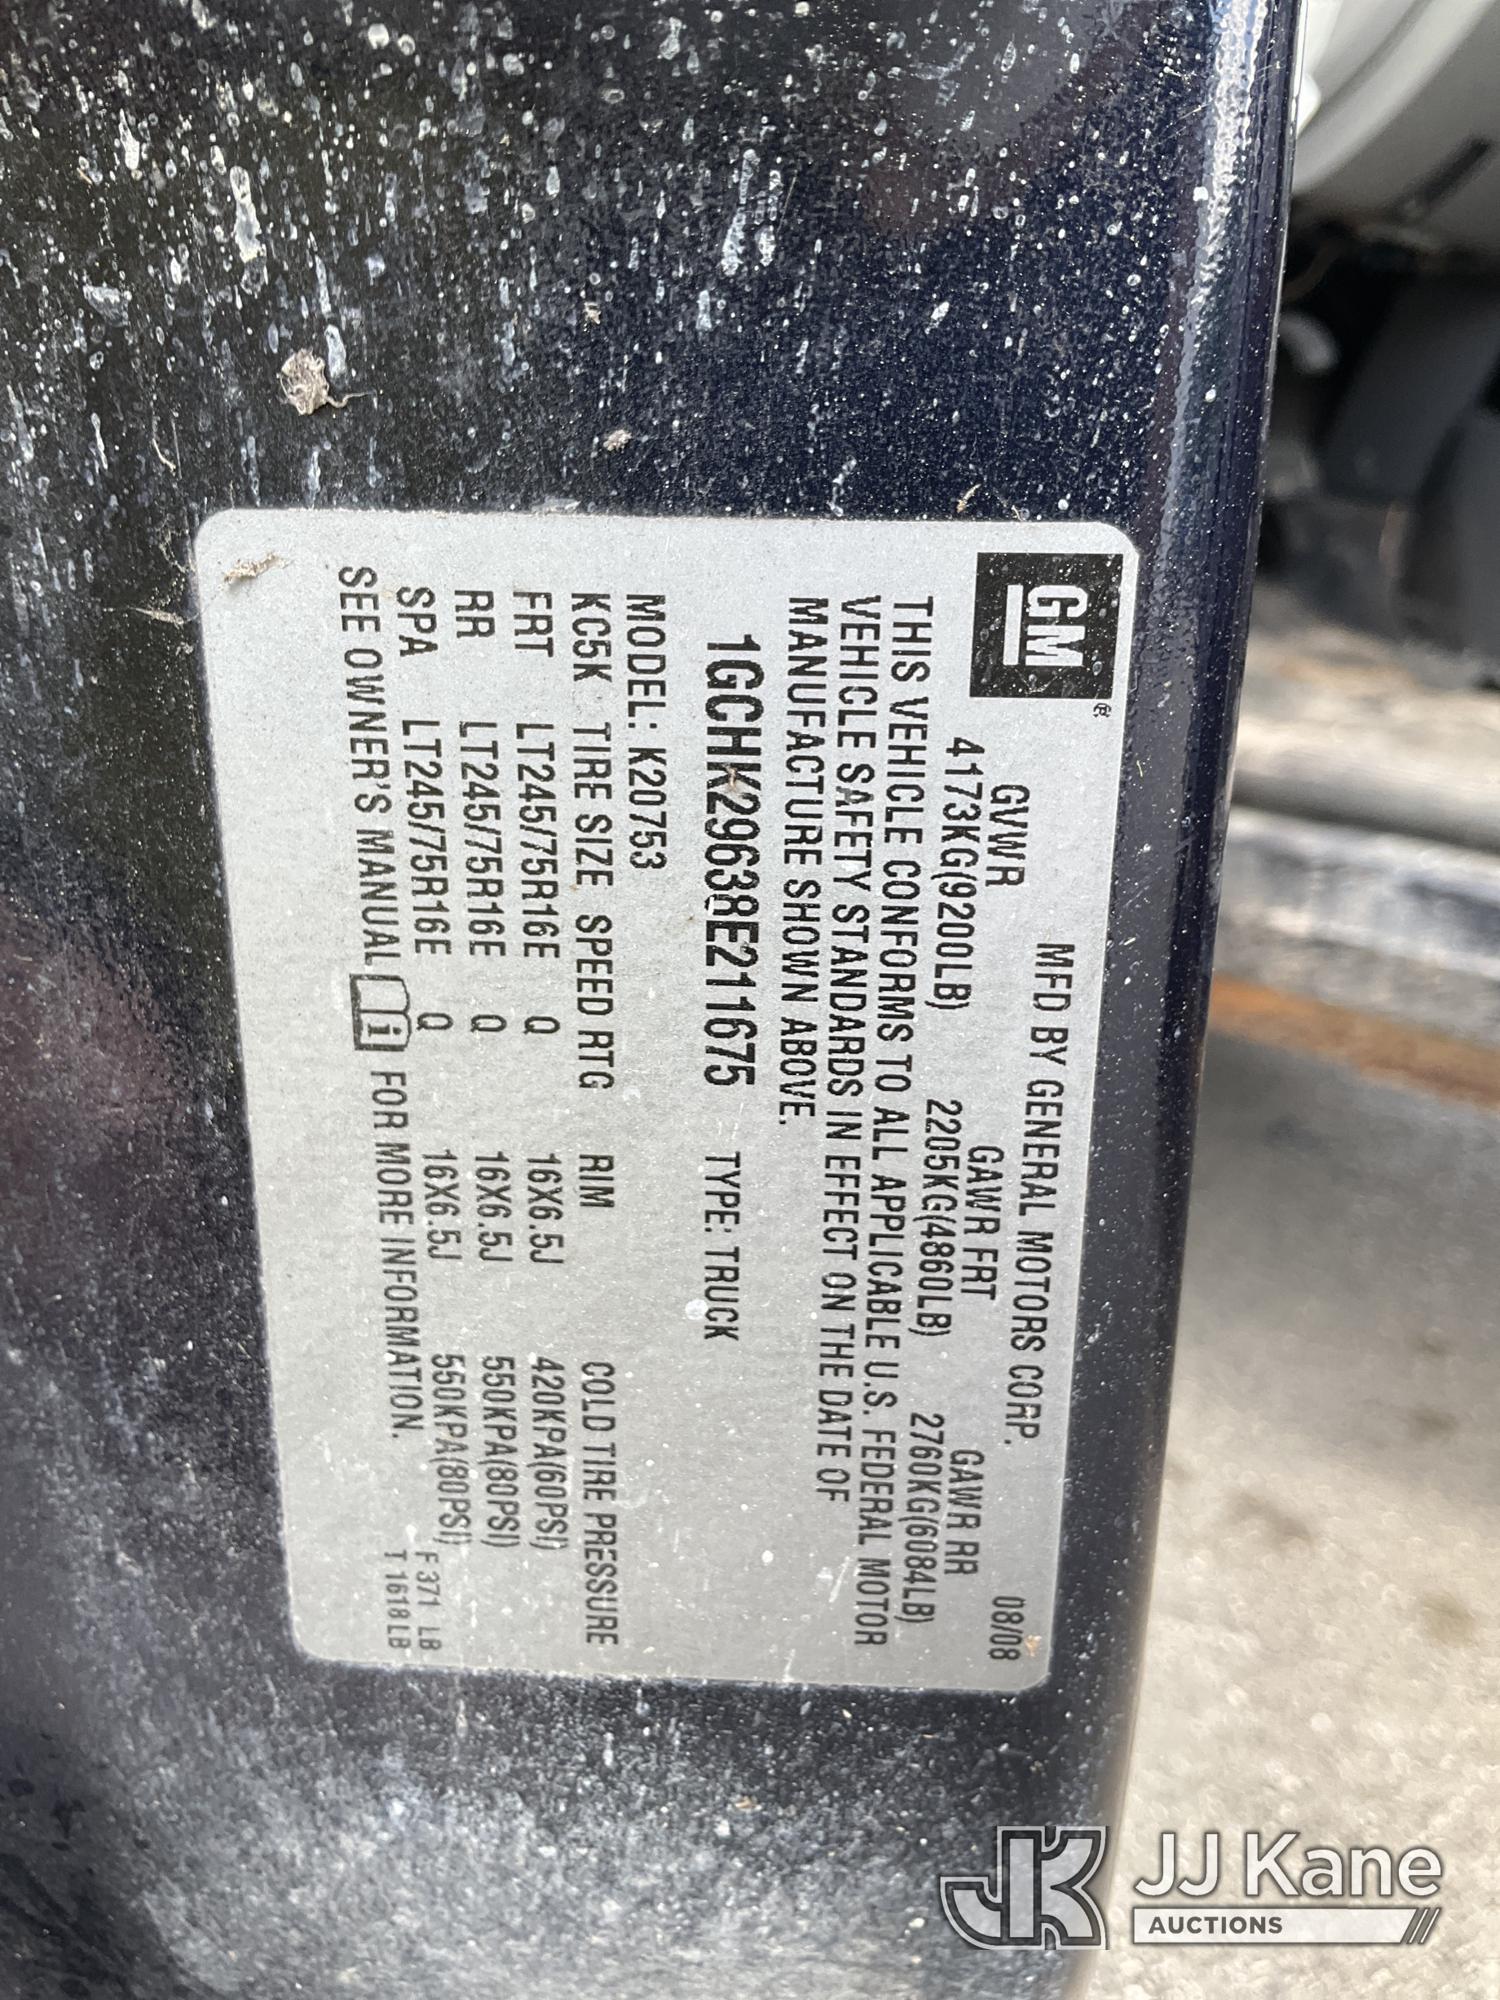 GM®
MFD BY GENERAL MOTORS CORP. 08/08
GVWR GAWR FRT GAWR RR
4173KG(9200LB) 2205KG(4860LB) 2760KG(6084LB)
THIS VEHICLE CONFORMS TO ALL APPLICABLE U.S. FEDERAL MOTOR
VEHICLE SAFETY STANDARDS IN EFFECT ON THE DATE OF
MANUFACTURE SHOWN ABOVE.
1GCHK29638E211675 TYPE: TRUCK
MODEL: K20753
KC5K TIRE SIZE SPEED RTG RIM COLD TIRE PRESSURE
FRT LT245/75R16E Q 16X6.5J 420KPA(60PSI)
RR LT245/75R16E Q 16X6.5J 550KPA(80PSI)
SPA LT245/75R16E Q 16X6.5J 550KPA(80PSI) F 371 LB
SEE OWNER'S MANUAL i FOR MORE INFORMATION. T 1618 LB
JK
JJ Kane
AUCTIONS